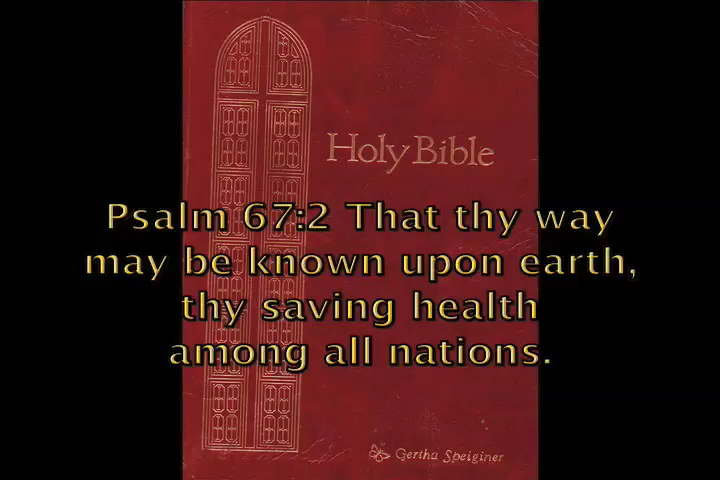 Holy Bible
Psalm 67:2 That thy way
may be known upon earth,
thy saving health
among all nations.
Gertha Speiginer